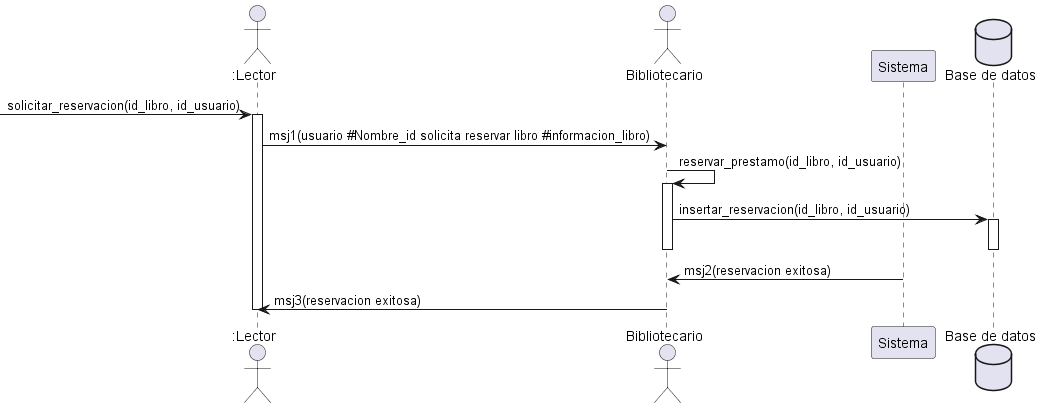 :Lector
Bibliotecario
Sistema
Base de datos
solicitar_reservacion(id_libro, id_usuario)
msj1(usuario #Nombre_id solicita reservar libro #informacion_libro)
reservar_prestamo(id_libro, id_usuario)
insertar_reservacion(id_libro, id_usuario)
msj2(reservacion exitosa)
msj3(reservacion exitosa)
:Lector
Bibliotecario
Sistema
Base de datos